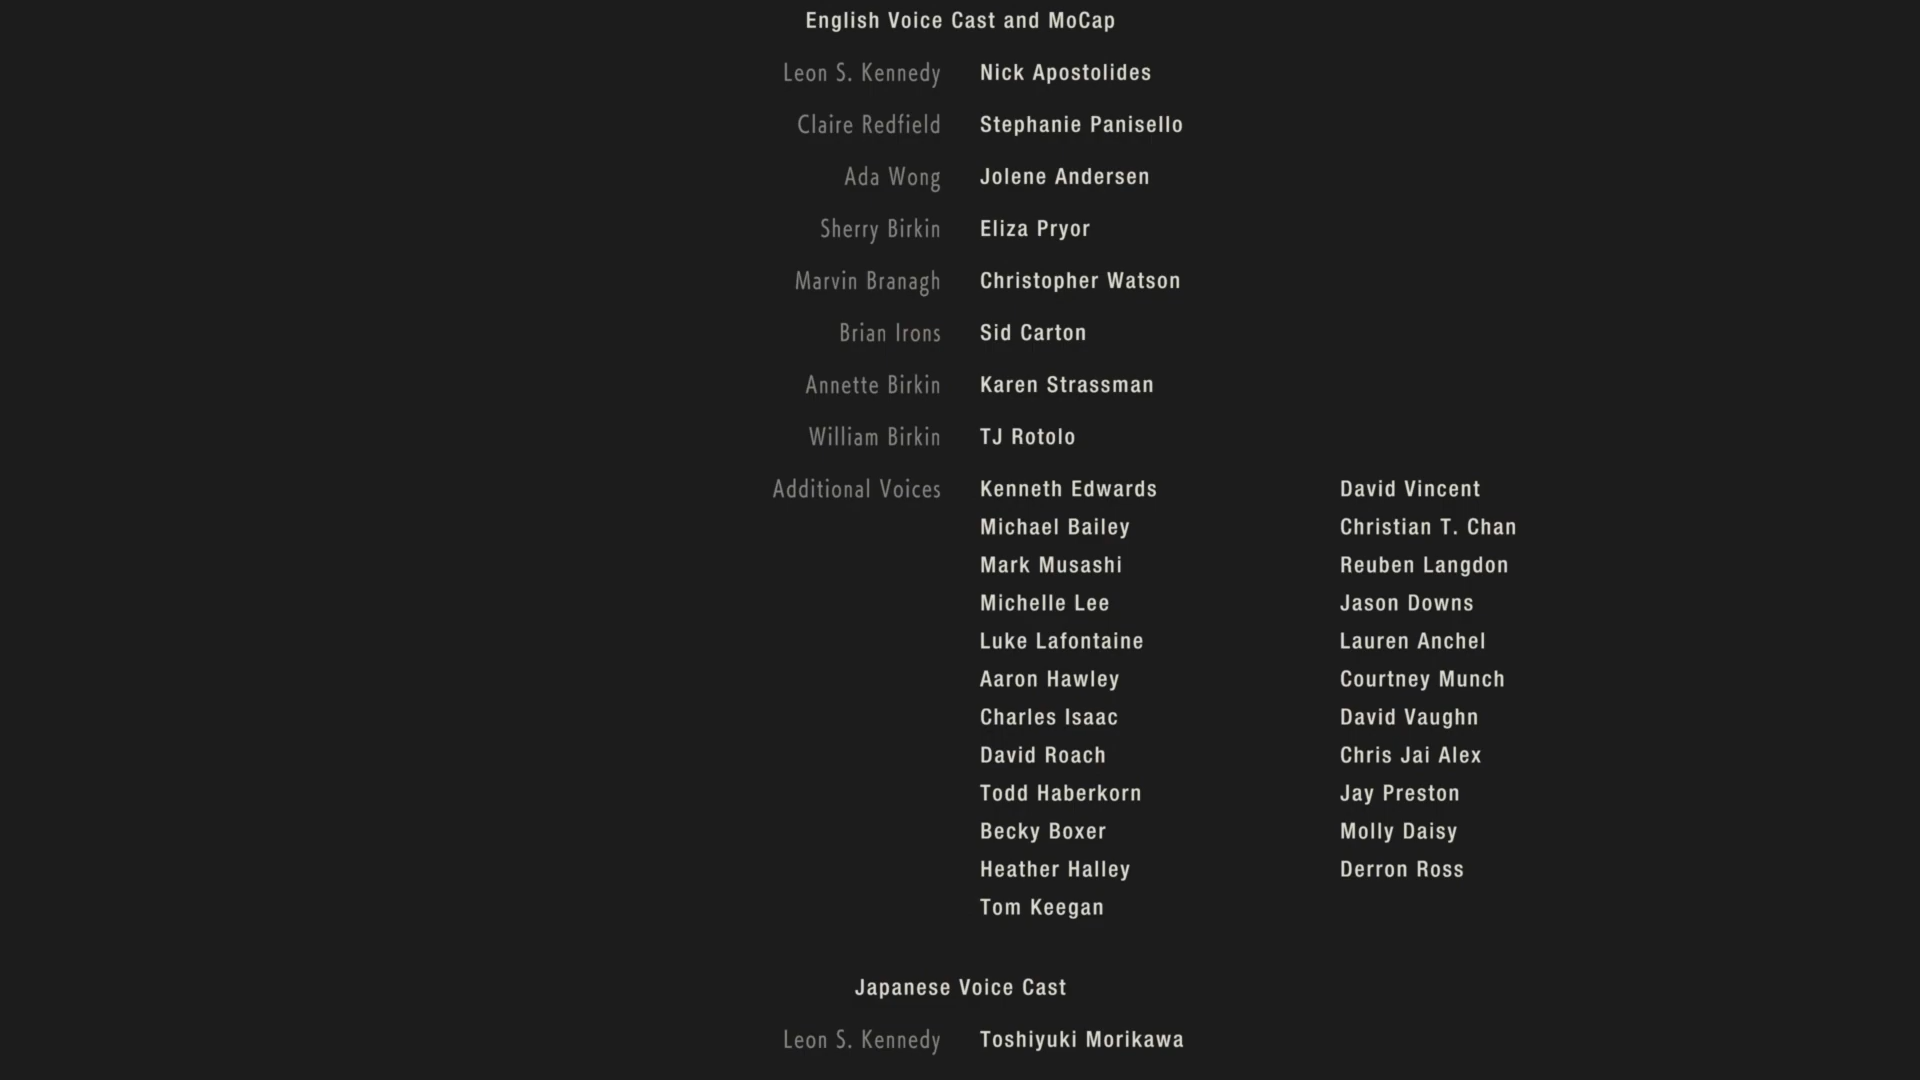 English Voice Cast and MoCap
Leon S. Kennedy Nick Apostolides
Claire Redfield Stephanie Panisello
Ada Wong Jolene Andersen
Sherry Birkin Eliza Pryor
Marvin Branagh Christopher Watson
Brian Irons Sid Carton
Annette Birkin Karen Strassman
William Birkin TJ Rotolo
Additional Voices Kenneth Edwards David Vincent
Michael Bailey Christian T. Chan
Mark Musashi Reuben Langdon
Michelle Lee Jason Downs
Luke Lafontaine Lauren Anchel
Aaron Hawley Courtney Munch
Charles Isaac David Vaughn
David Roach Chris Jai Alex
Todd Haberkorn Jay Preston
Becky Boxer Molly Daisy
Heather Halley Derron Ross
Tom Keegan
Japanese Voice Cast
Leon S. Kennedy Toshiyuki Morikawa